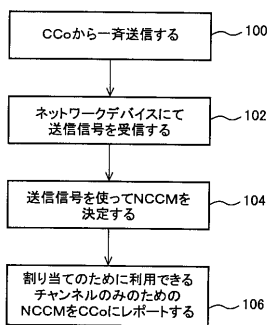 CCoから一斉送信する
100
ネットワークデバイスにて
送信信号を受信する
102
送信信号を使ってNCCMを
決定する
104
割り当てのために利用できる
チャンネルのみのための
NCCMをCCoにレポートする
106